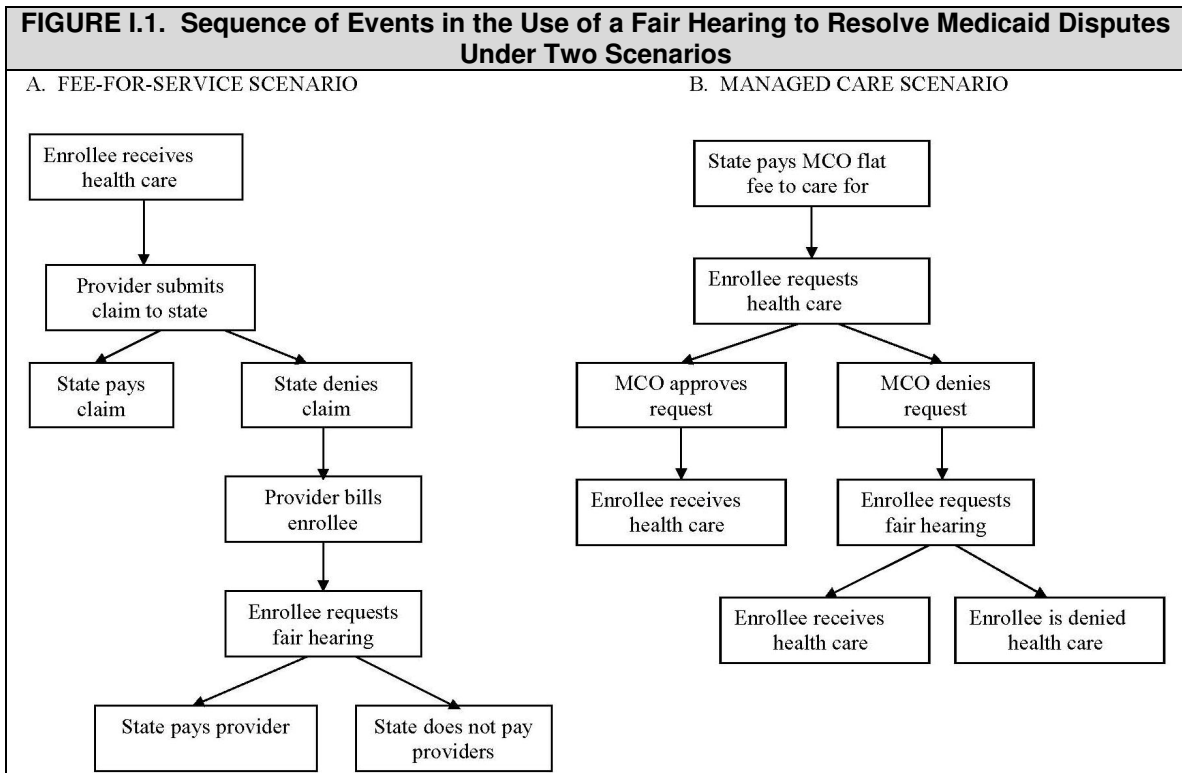 FIGURE I.1. Sequence of Events in the Use of a Fair Hearing to Resolve Medicaid Disputes
Under Two Scenarios
A. FEE-FOR-SERVICE SCENARIO
Enrollee receives
health care
Provider submits
claim to state
State pays
claim
State denies
claim
Provider bills
enrollee
Enrollee requests
fair hearing
State pays provider
State does not pay
providers
B. MANAGED CARE SCENARIO
State pays MCO flat
fee to care for
Enrollee requests
health care
MCO approves
request
MCO denies
request
Enrollee receives
health care
Enrollee requests
fair hearing
Enrollee receives
health care
Enrollee is denied
health care